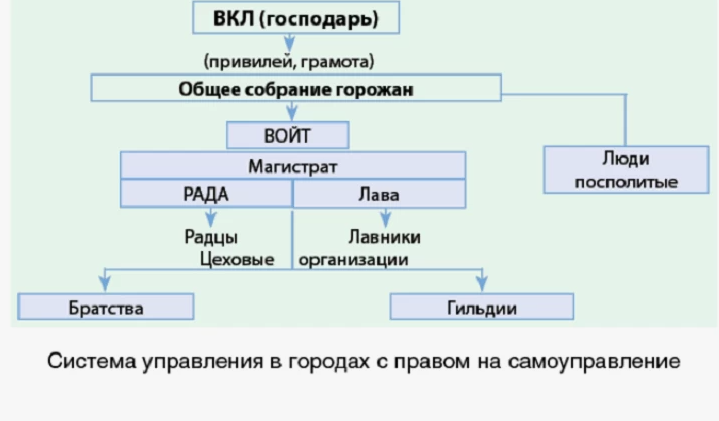 ВКЛ (господарь)
(привилей, грамота)
Общее собрание горожан
ВОЙТ
Магистрат
РАДА
Лава
Люди
посполитые
Радцы
Лавники
Цеховые организации
Братства
Гильдии
Система управления в городах с правом на самоуправление